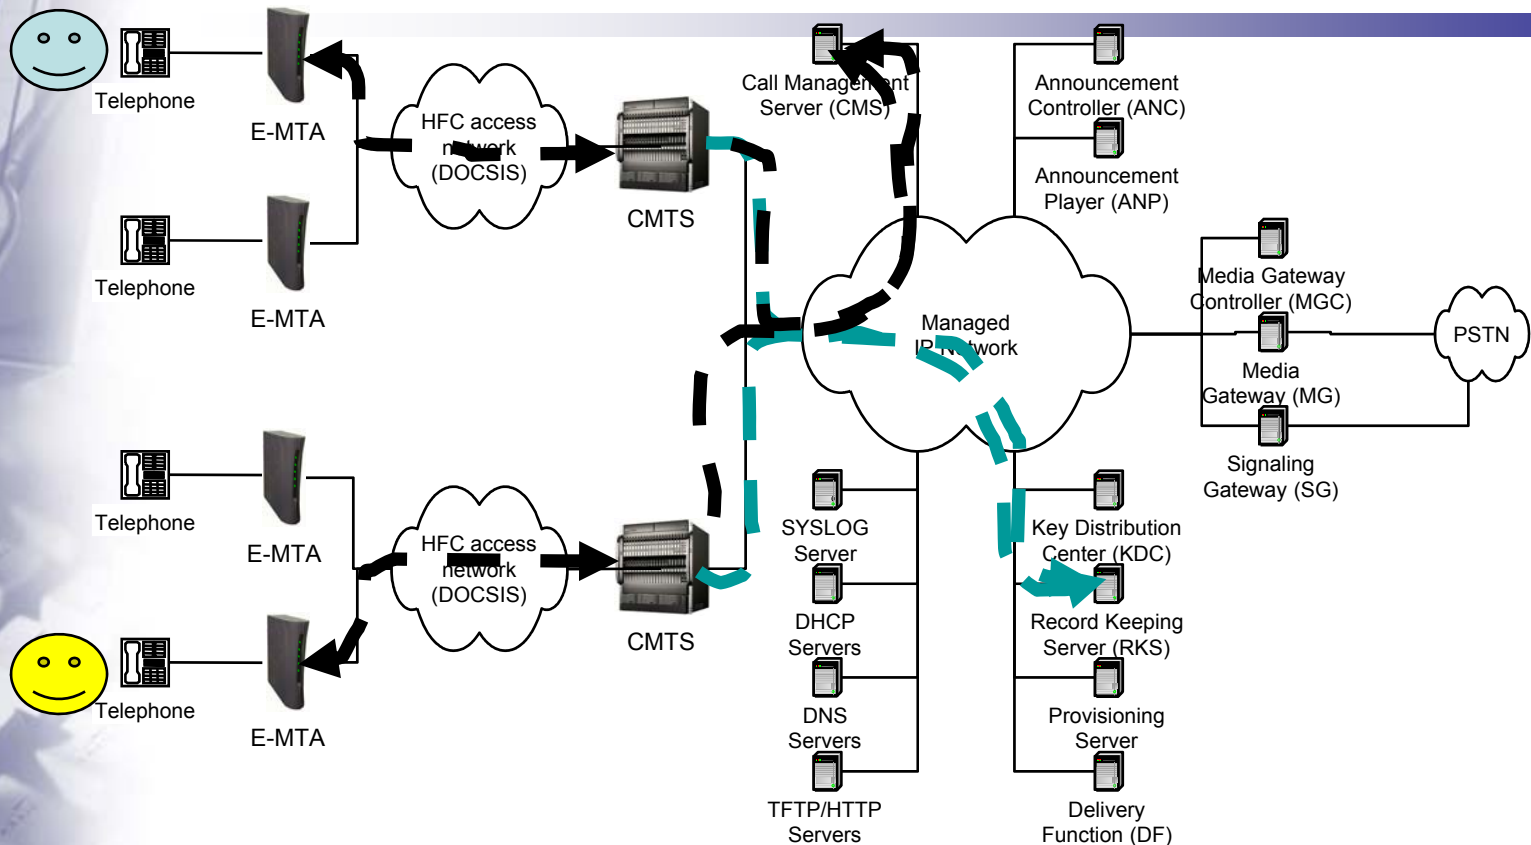 Telephone
E-MTA
HFC access
network
(DOCSIS)
CMTS
Telephone
E-MTA
Call Management
Server (CMS)
Announcement
Controller (ANC)
Announcement
Player (ANP)
Managed
IP Network
Media Gateway
Controller (MGC)
Media
Gateway (MG)
Signaling
Gateway (SG)
PSTN
Telephone
E-MTA
HFC access
network
(DOCSIS)
CMTS
Telephone
E-MTA
SYSLOG
Server
DHCP
Servers
DNS
Servers
TFTP/HTTP
Servers
Key Distribution
Center (KDC)
Record Keeping
Server (RKS)
Provisioning
Server
Delivery
Function (DF)